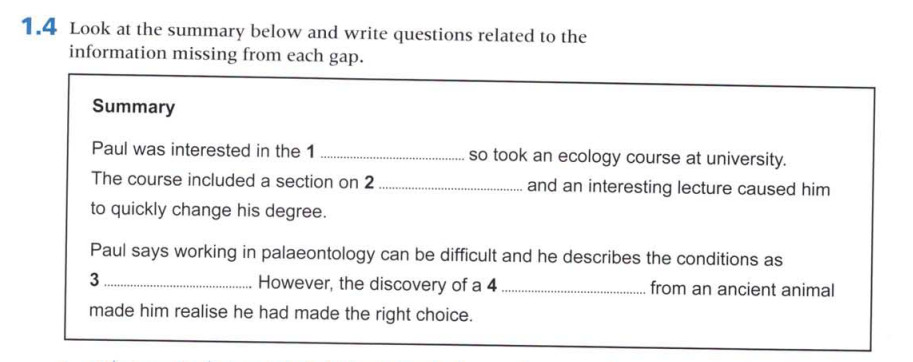 1.4 Look at the summary below and write questions related to the
information missing from each gap.
Summary
Paul was interested in the 1 ........................................ so took an ecology course at university.
The course included a section on 2 ........................................ and an interesting lecture caused him
to quickly change his degree.
Paul says working in palaeontology can be difficult and he describes the conditions as
3 ........................................ . However, the discovery of a 4 ........................................ from an ancient animal
made him realise he had made the right choice.